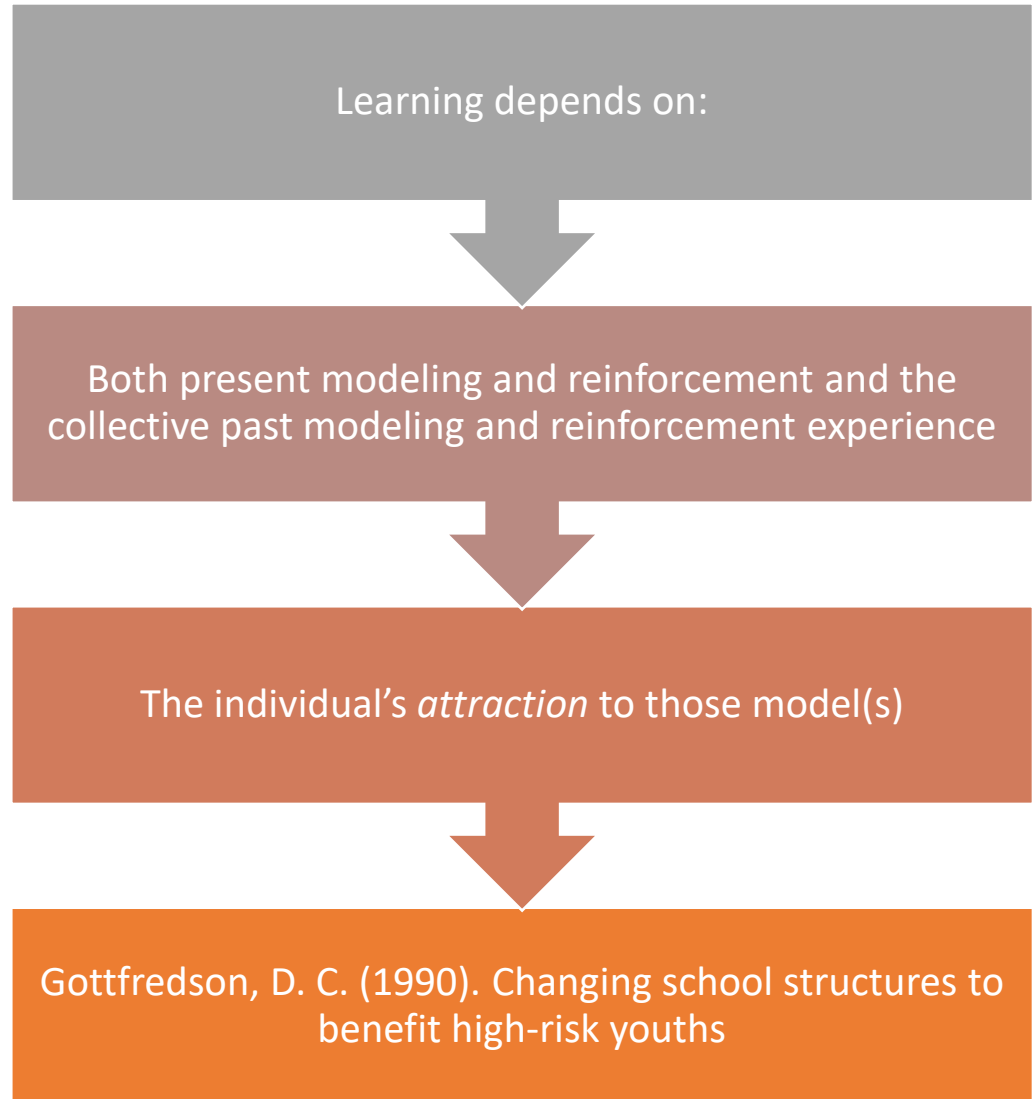 Learning depends on:
Both present modeling and reinforcement and the
collective past modeling and reinforcement experience
The individual’s attraction to those model(s)
Gottfredson, D. C. (1990). Changing school structures to
benefit high-risk youths